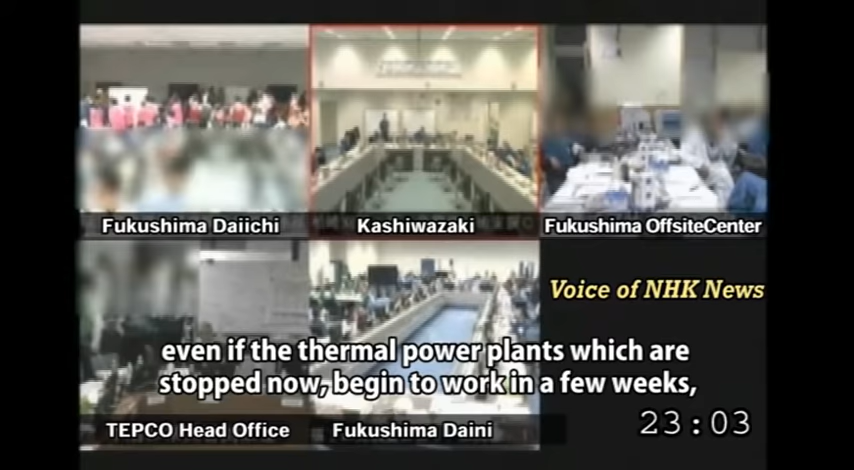 Fukushima Daiichi
Kashiwazaki
Fukushima OffsiteCenter
Voice of NHK News
even if the thermal power plants which are
stopped now, begin to work in a few weeks,
TEPCO Head Office
Fukushima Daini
23:03